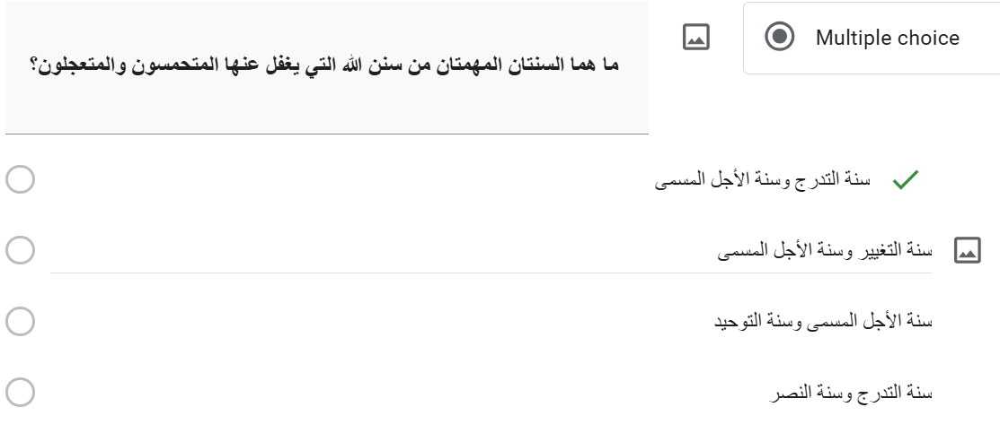 ما هما السنتان المهمتان من سنن الله التي يغفل عنها المتحمسون والمتعجلون؟
Multiple choice
سنة التدرج وسنة الأجل المسمى
سنة التغيير وسنة الأجل المسمى
سنة الأجل المسمى وسنة التوحيد
سنة التدرج وسنة النصر